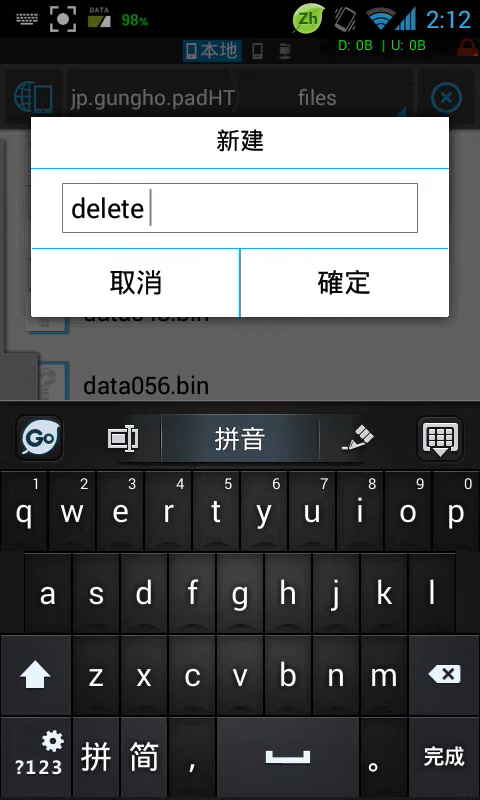 DATA 98% Zh 2:12
本地 D: 0B | U: 0B
jp.gungho.padHT files
新建
delete
取消 確定
data056.bin
Go 拼音
1 2 3 4 5 6 7 8 9 0
q w e r t y u i o p
a s d f g h j k l
z x c v b n m
?123 拼 简 , 。 完成